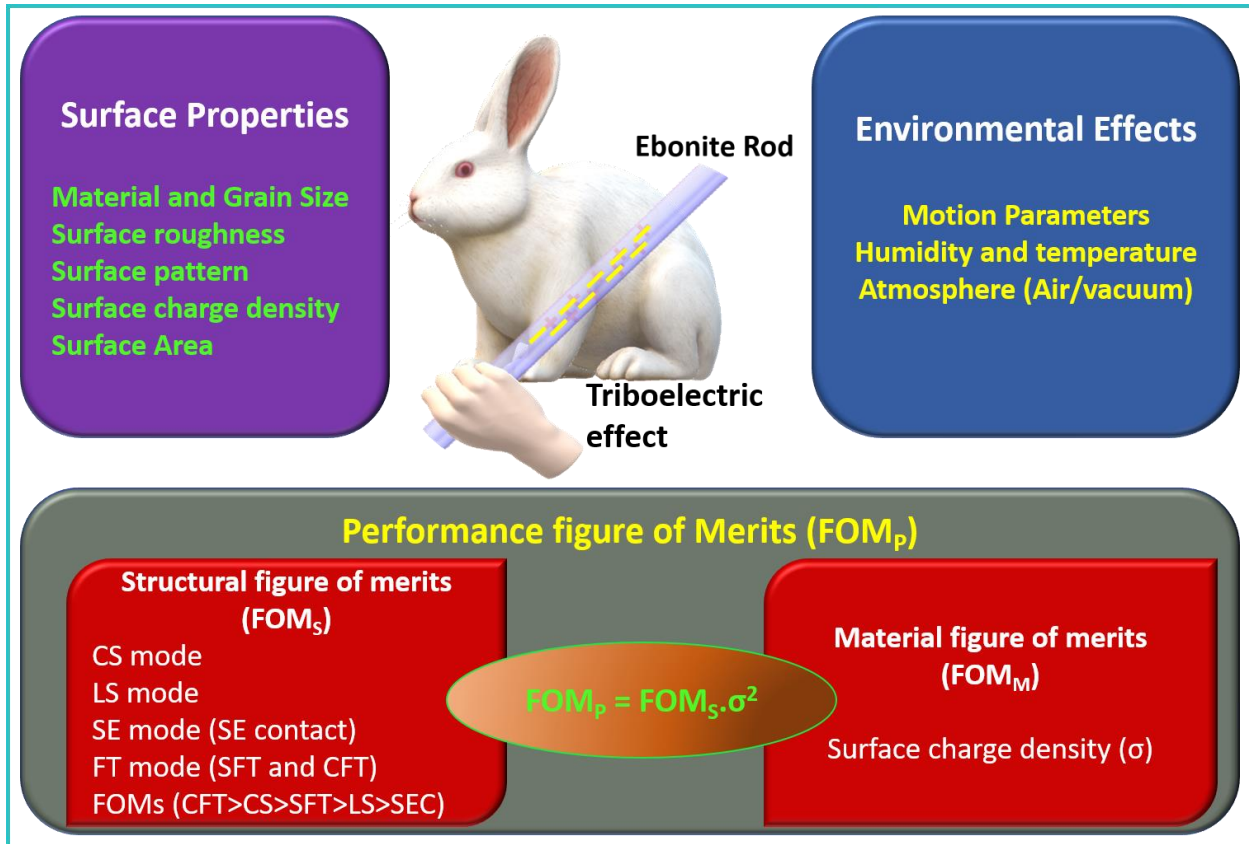 Surface Properties
Material and Grain Size
Surface roughness
Surface pattern
Surface charge density
Surface Area
Ebonite Rod
Triboelectric
effect
Environmental Effects
Motion Parameters
Humidity and temperature
Atmosphere (Air/vacuum)
Performance figure of Merits (FOMₚ)
Structural figure of merits
(FOMₛ)
CS mode
LS mode
SE mode (SE contact)
FT mode (SFT and CFT)
FOMs (CFT>CS>SFT>LS>SEC)
FOMₚ = FOMₛ.σ²
Material figure of merits
(FOMₘ)
Surface charge density (σ)